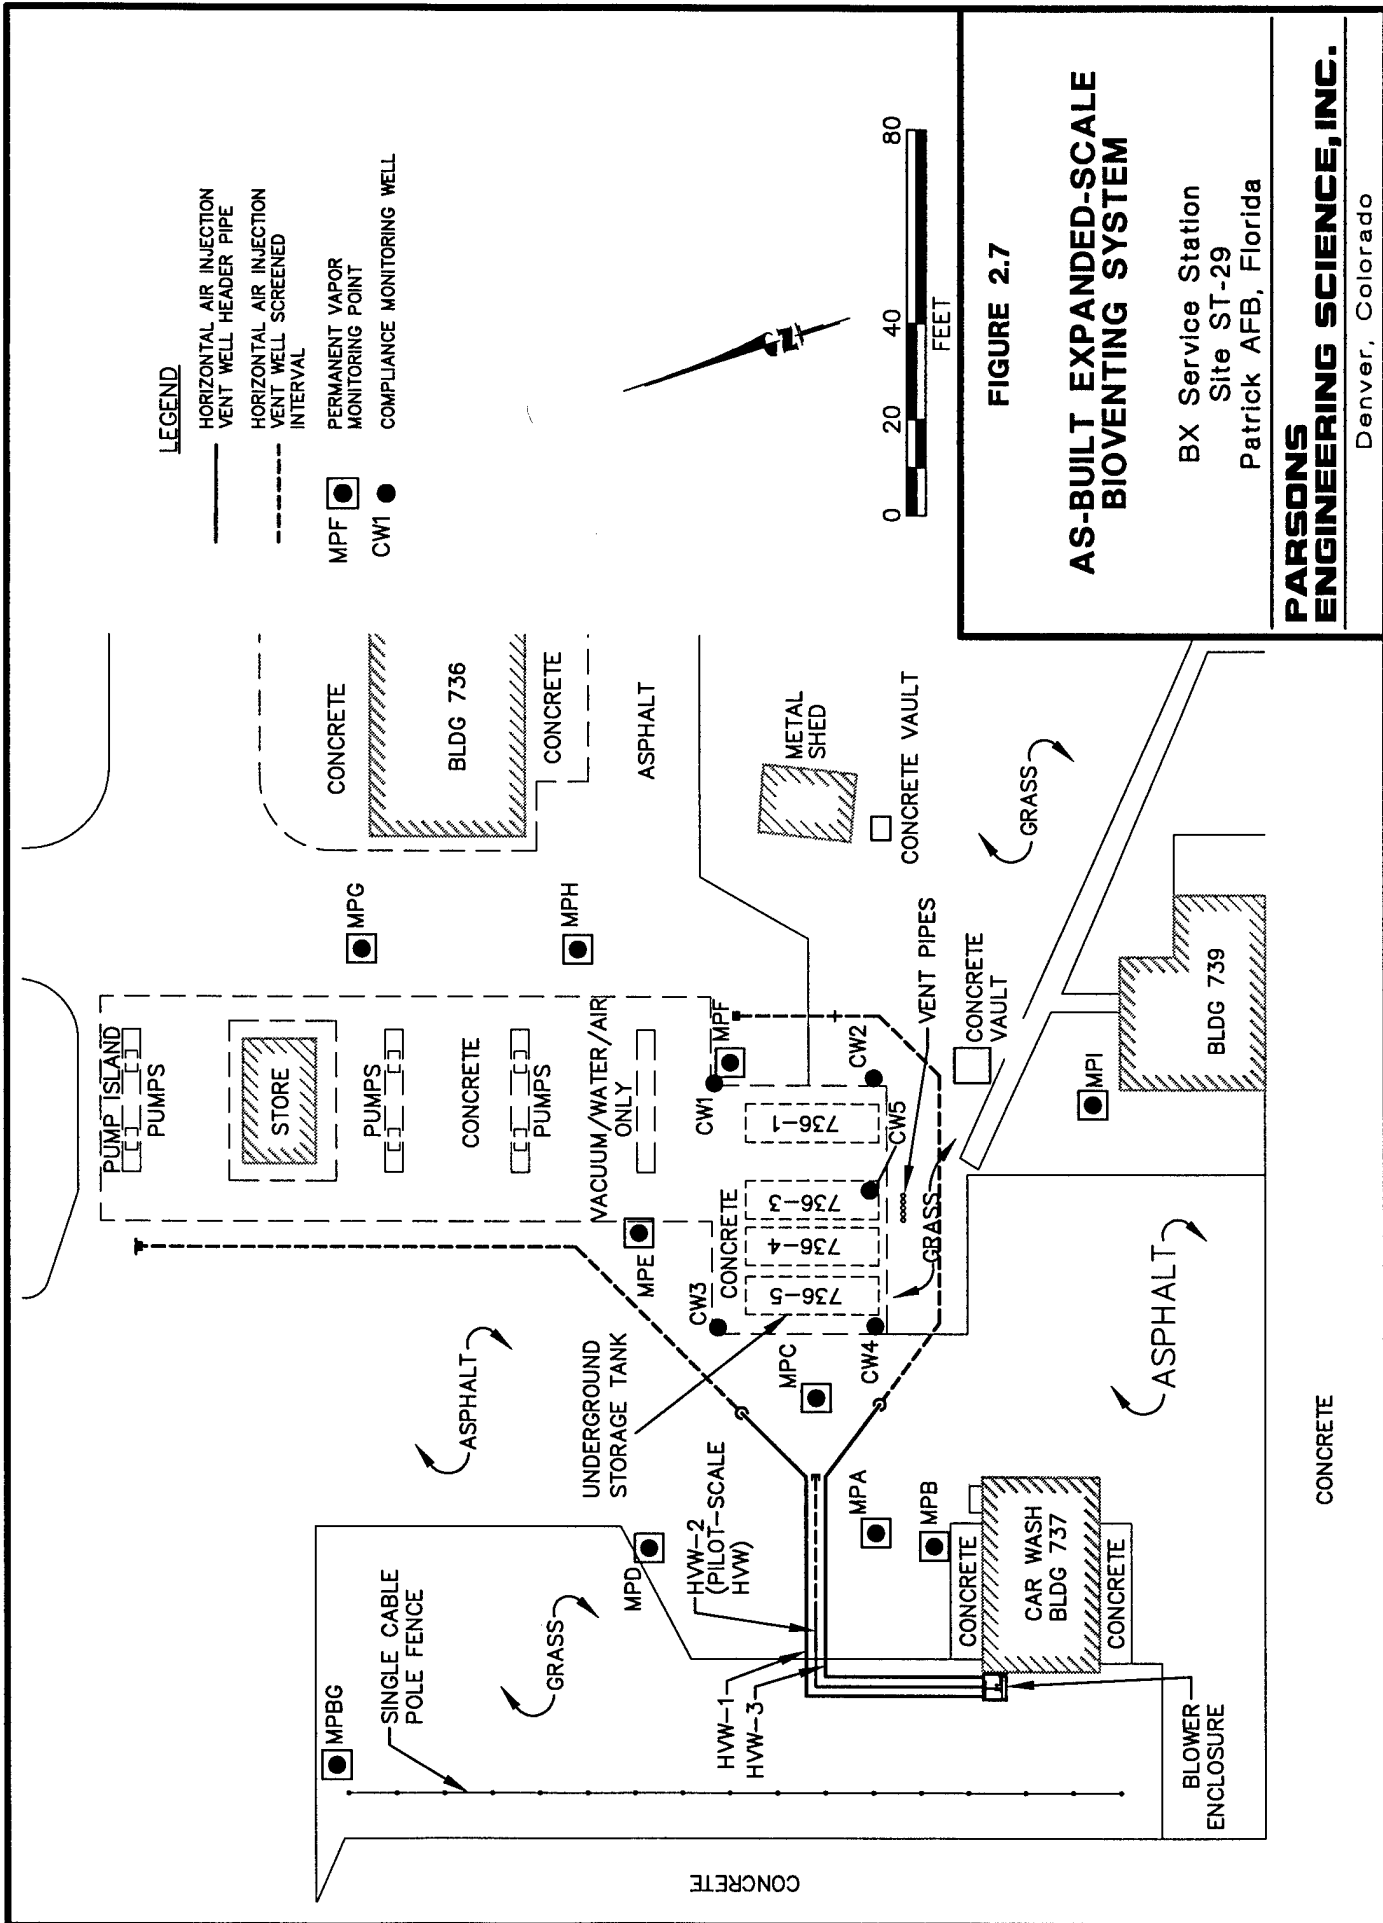 LEGEND
HORIZONTAL AIR INJECTION
VENT WELL HEADER PIPE
HORIZONTAL AIR INJECTION
VENT WELL SCREENED
INTERVAL
MPF
PERMANENT VAPOR
MONITORING POINT
CW1
COMPLIANCE MONITORING WELL
0 20 40 80
FEET
CONCRETE
BLDG 736
CONCRETE
ASPHALT
METAL
SHED
CONCRETE VAULT
GRASS
MPG
MPH
PUMP ISLAND
PUMPS
STORE
PUMPS
CONCRETE
PUMPS
VACUUM/WATER/AIR
ONLY
MPF
CW1
CW2
CW5
VENT PIPES
CONCRETE
VAULT
BLDG 739
MPI
MPE
CW3
CONCRETE
736-1
736-3
736-4
736-5
GRASS
CW4
MPC
UNDERGROUND
STORAGE TANK
ASPHALT
ASPHALT
CONCRETE
MPD
HVW-2
(PILOT-SCALE
HVW)
MPA
MPB
CONCRETE
CAR WASH
BLDG 737
CONCRETE
MPBG
SINGLE CABLE
POLE FENCE
GRASS
HVW-1
HVW-3
BLOWER
ENCLOSURE
CONCRETE
FIGURE 2.7
AS-BUILT EXPANDED-SCALE
BIOVENTING SYSTEM
BX Service Station
Site ST-29
Patrick AFB, Florida
PARSONS
ENGINEERING SCIENCE, INC.
Denver, Colorado